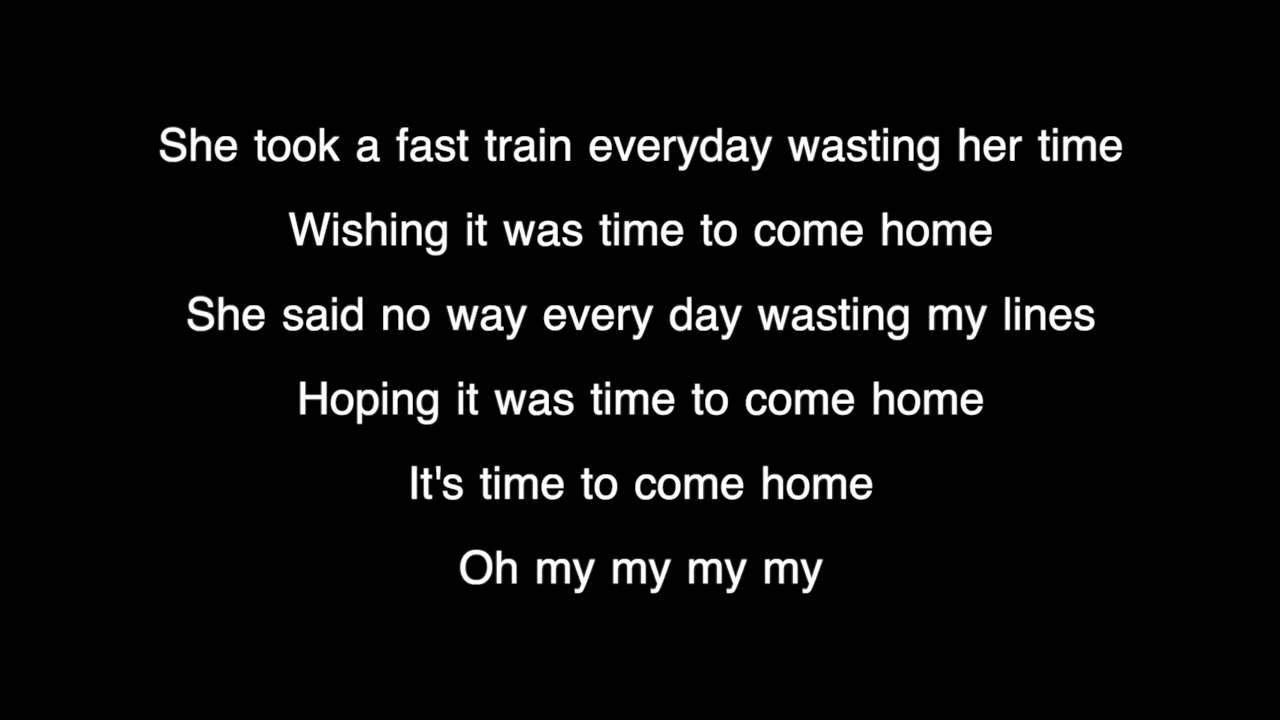 She took a fast train everyday wasting her time
Wishing it was time to come home
She said no way every day wasting my lines
Hoping it was time to come home
It's time to come home
Oh my my my my